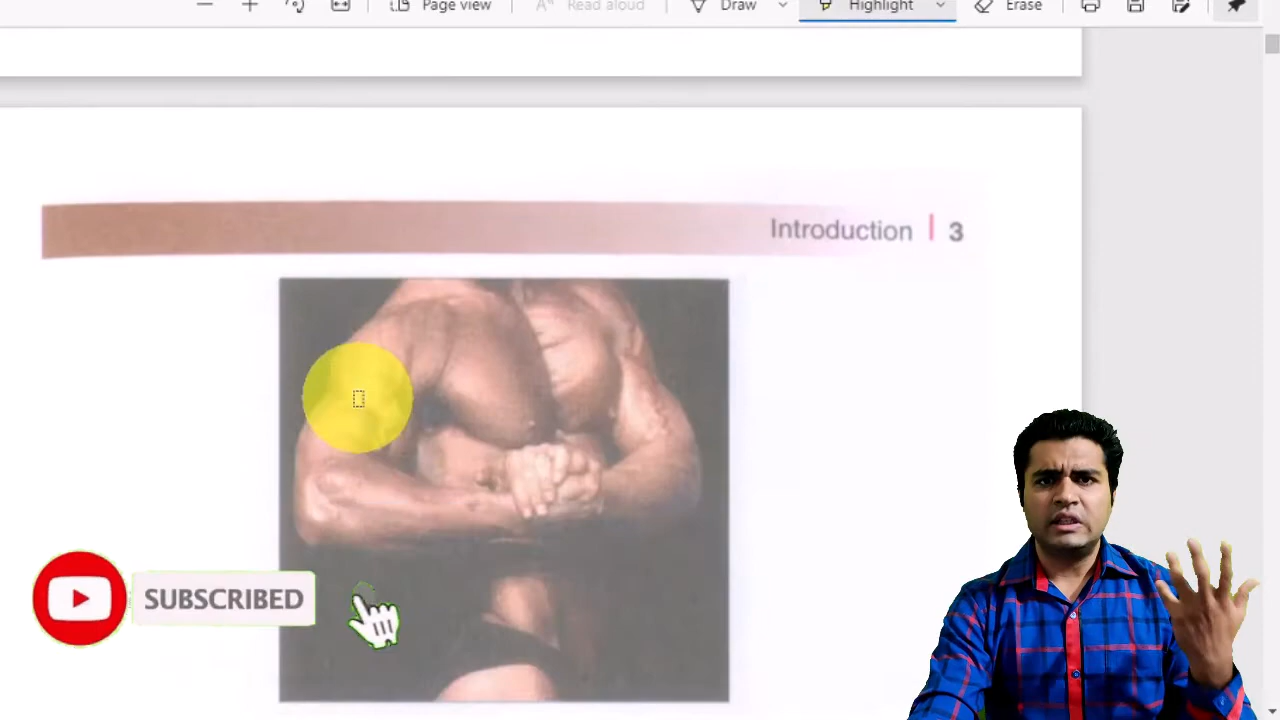 Page view
Read aloud
Draw
Highlight
Erase
Introduction | 3
SUBSCRIBED